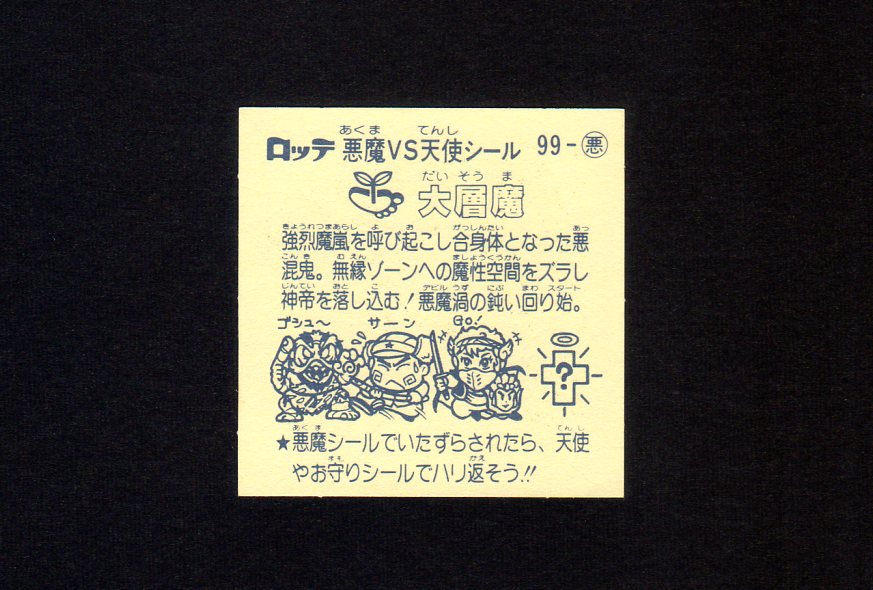 あくま てんし
ロッテ 悪魔VS天使シール 99-悪
だい そう ま
大層魔
きょうれつまあらし よ お がっしんたい あっ
強烈魔嵐を呼び起こし合身体となった悪
こんき むえん ましょうくうかん
混鬼。無縁ゾーンへの魔性空間をズラし
じんてい おと こ デビル うず にぶ まわ スタート
神帝を落し込む!悪魔渦の鈍い回り始。
ゴシュ〜 サーン GO!
?
あくま てんし
★悪魔シールでいたずらされたら、天使
まも かえ
やお守りシールでハリ返そう!!